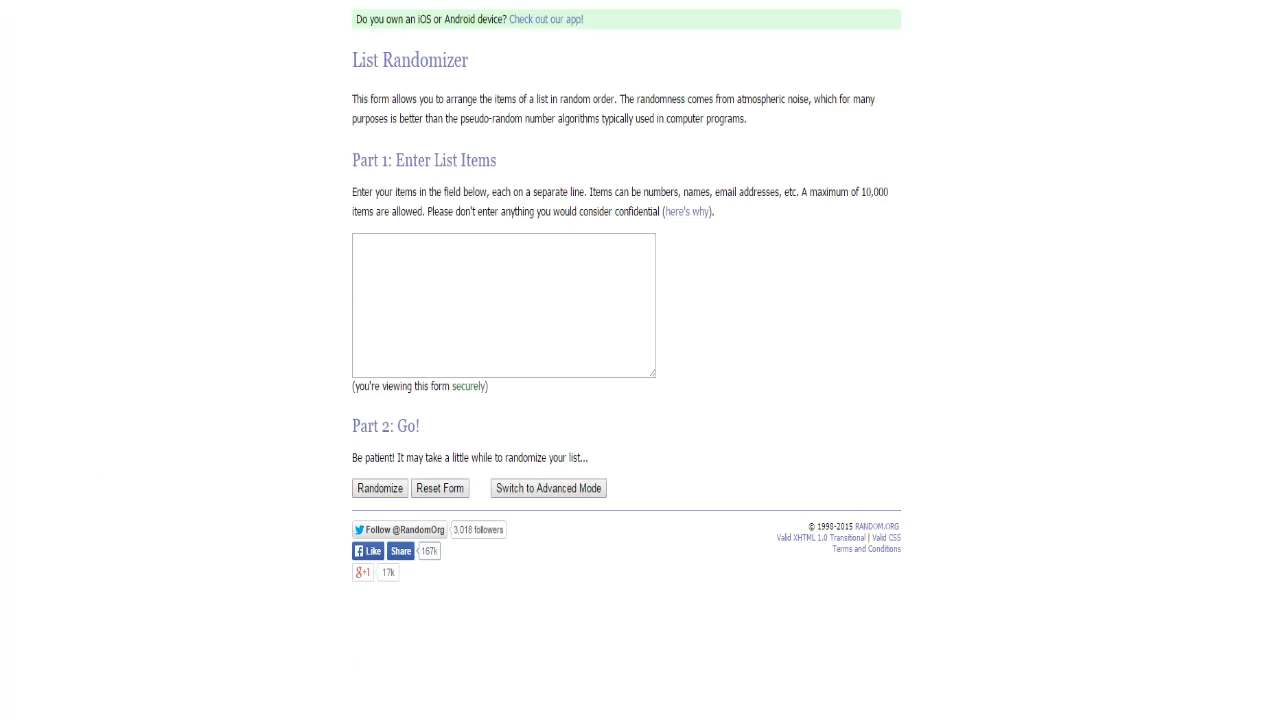 Do you own an iOS or Android device? Check out our app!
List Randomizer
This form allows you to arrange the items of a list in random order. The randomness comes from atmospheric noise, which for many
purposes is better than the pseudo-random number algorithms typically used in computer programs.
Part 1: Enter List Items
Enter your items in the field below, each on a separate line. Items can be numbers, names, email addresses, etc. A maximum of 10,000
items are allowed. Please don't enter anything you would consider confidential (here's why).
(you're viewing this form securely)
Part 2: Go!
Be patient! It may take a little while to randomize your list...
Randomize Reset Form Switch to Advanced Mode
Follow @RandomOrg 3,018 followers
Like Share 167k
g+1 17k
© 1998-2015 RANDOM.ORG
Valid XHTML 1.0 Transitional | Valid CSS
Terms and Conditions